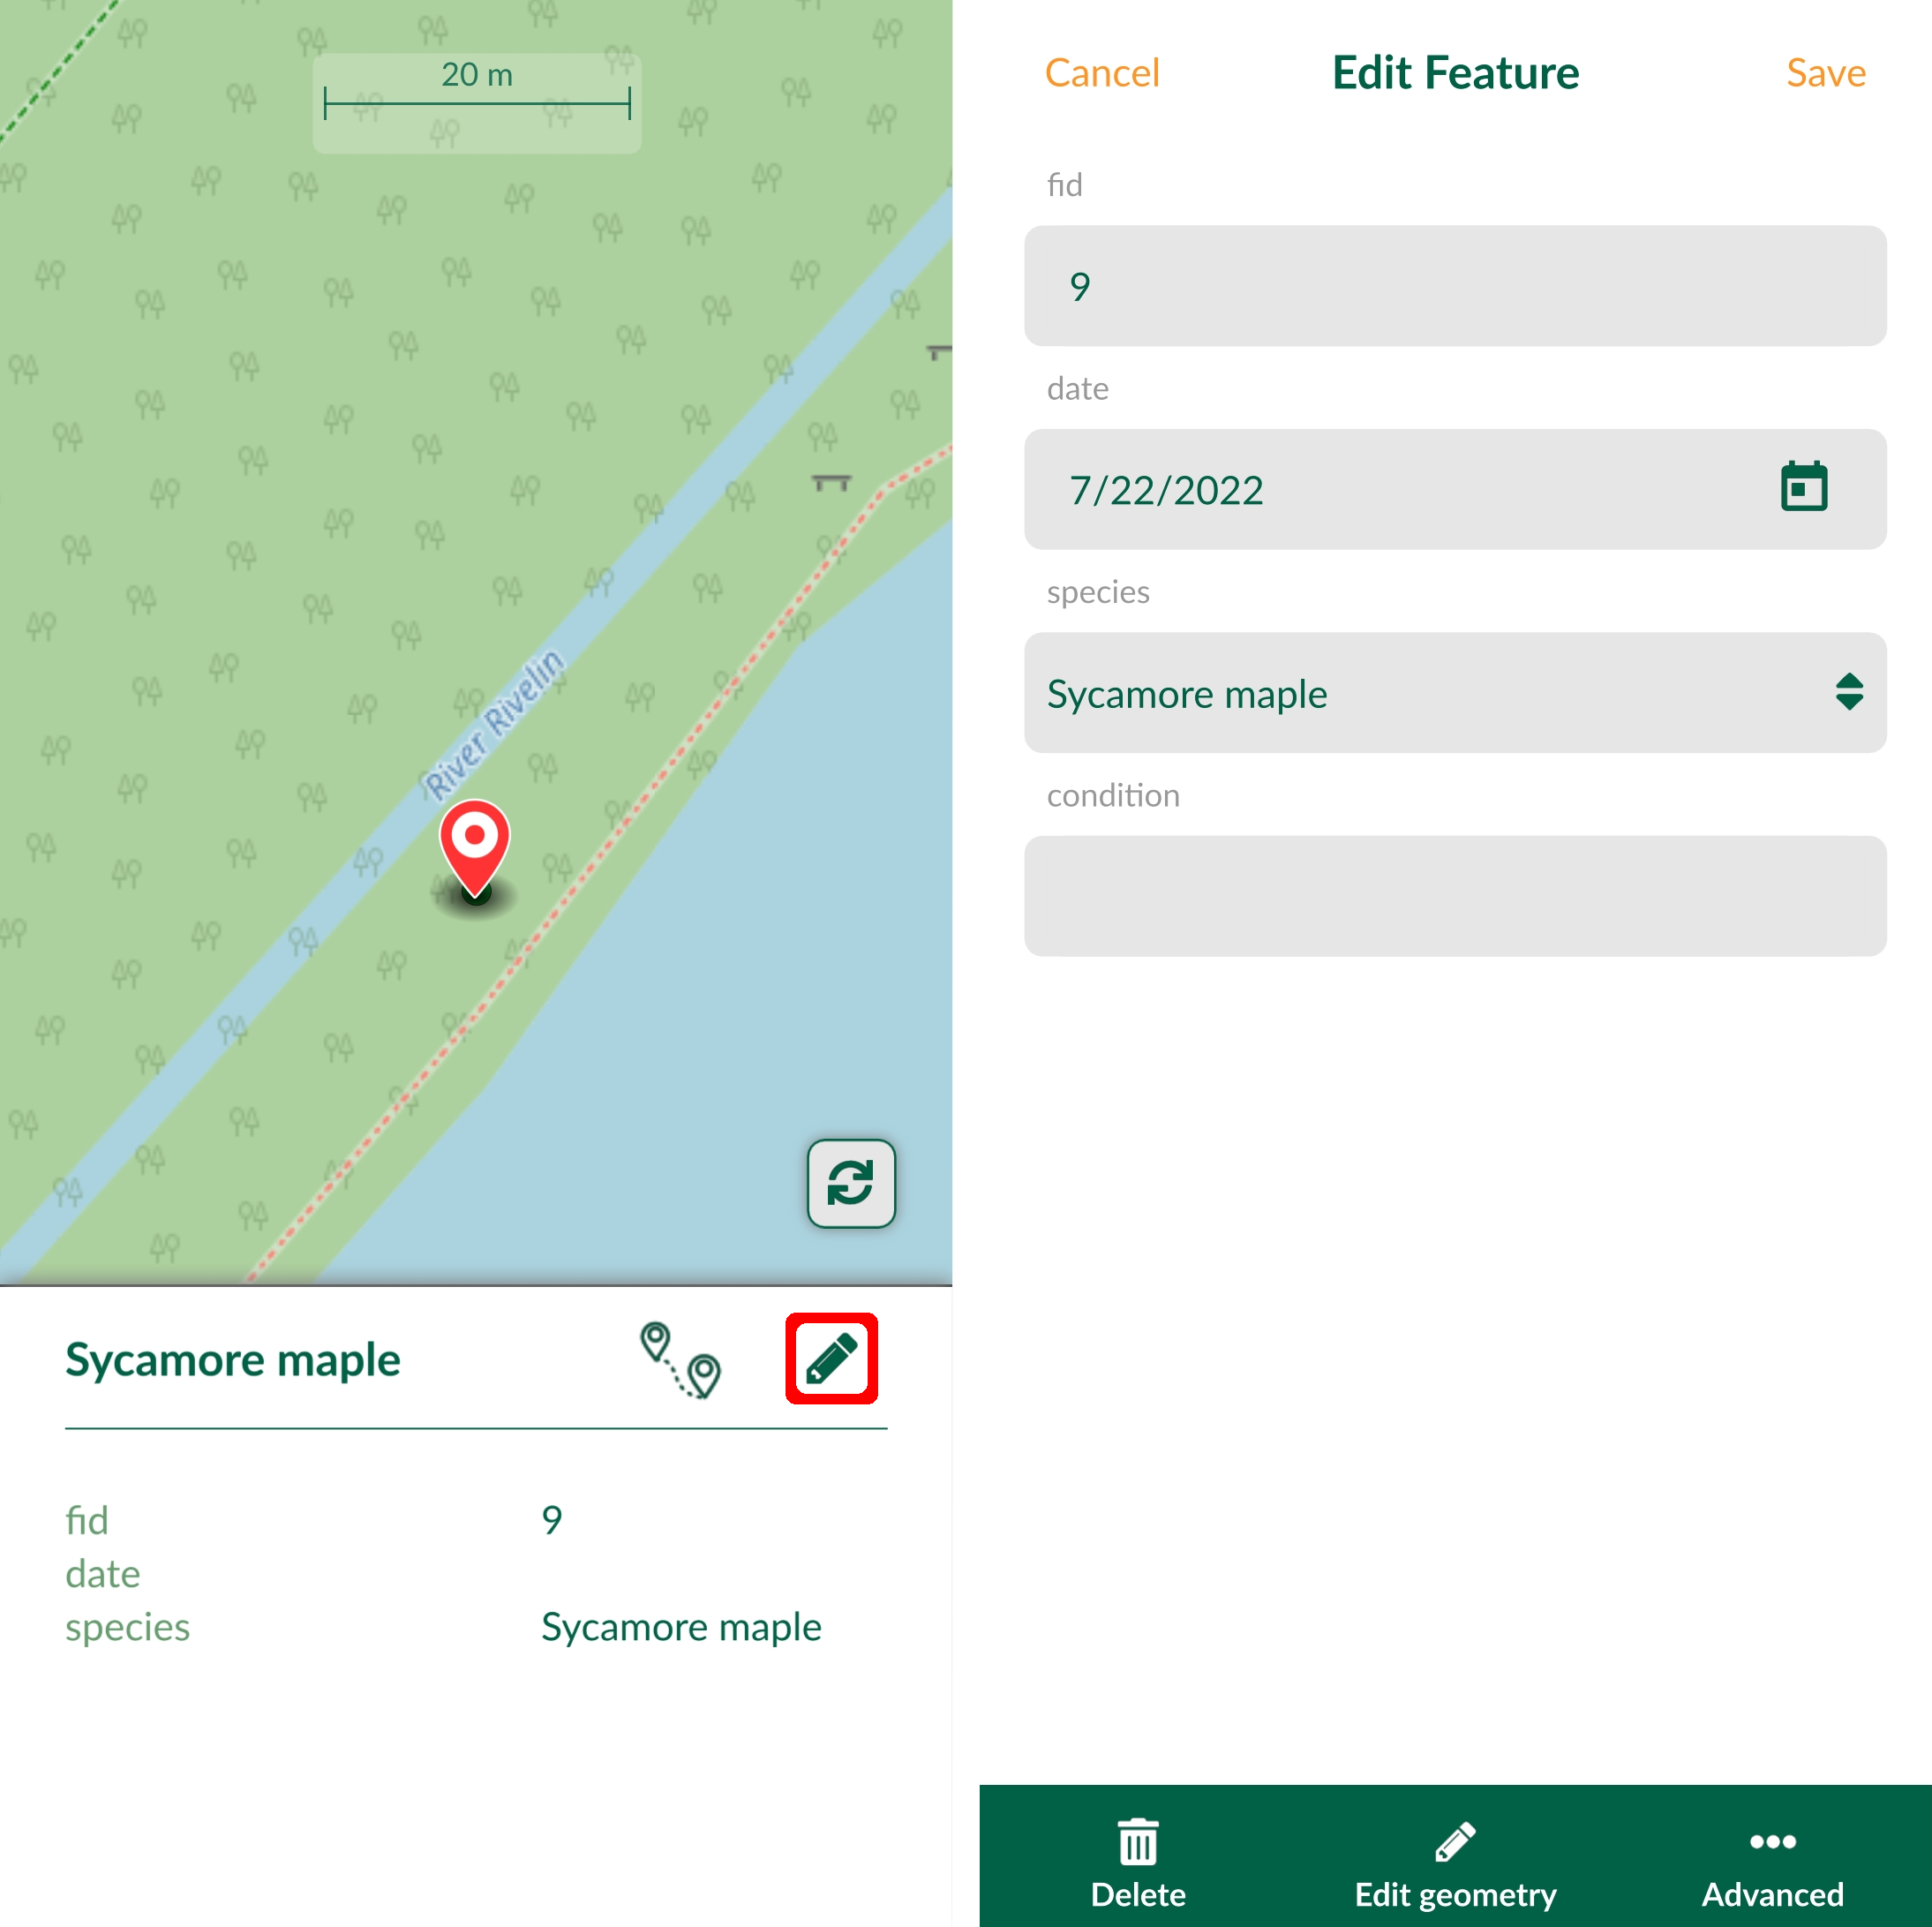 20 m
River Rivelin
Sycamore maple
fid 9
date
species Sycamore maple
Cancel Edit Feature Save
fid
9
date
7/22/2022
species
Sycamore maple
condition
Delete Edit geometry Advanced